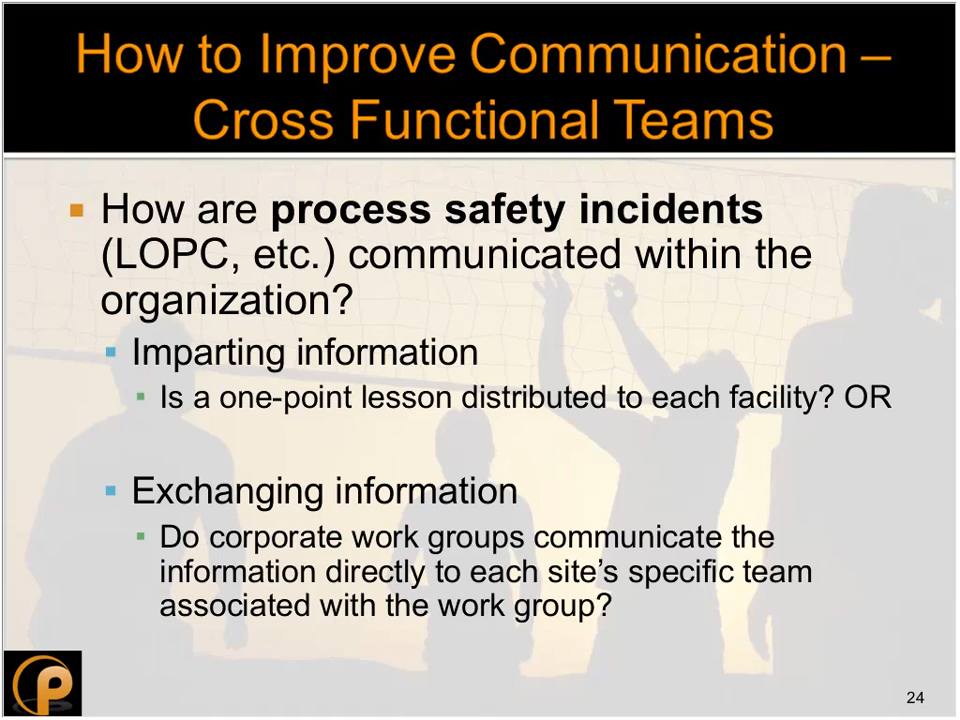 How to Improve Communication –
Cross Functional Teams
How are process safety incidents
(LOPC, etc.) communicated within the
organization?
Imparting information
Is a one-point lesson distributed to each facility? OR
Exchanging information
Do corporate work groups communicate the
information directly to each site’s specific team
associated with the work group?
p
24